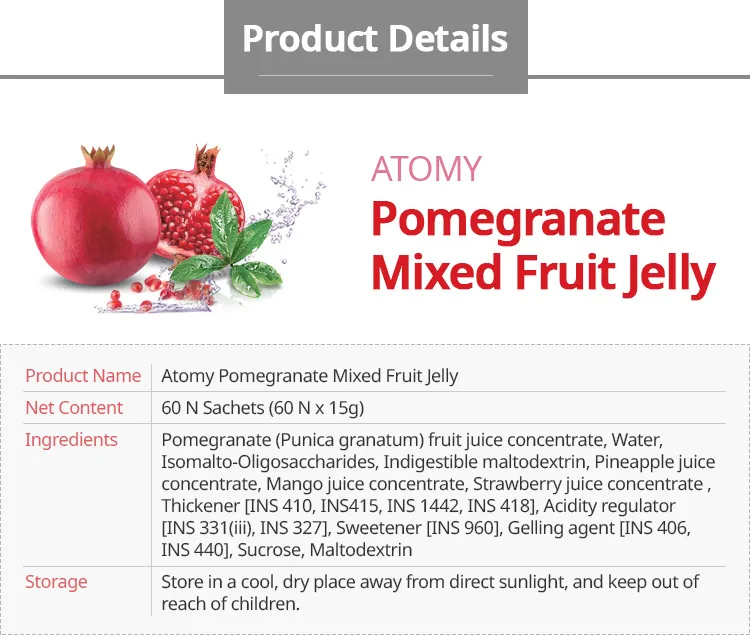 Product Details
ATOMY
Pomegranate
Mixed Fruit Jelly
Product Name Atomy Pomegranate Mixed Fruit Jelly
Net Content 60 N Sachets (60 N x 15g)
Ingredients Pomegranate (Punica granatum) fruit juice concentrate, Water,
Isomalto-Oligosaccharides, Indigestible maltodextrin, Pineapple juice
concentrate, Mango juice concentrate, Strawberry juice concentrate ,
Thickener [INS 410, INS415, INS 1442, INS 418], Acidity regulator
[INS 331(iii), INS 327], Sweetener [INS 960], Gelling agent [INS 406,
INS 440], Sucrose, Maltodextrin
Storage Store in a cool, dry place away from direct sunlight, and keep out of
reach of children.